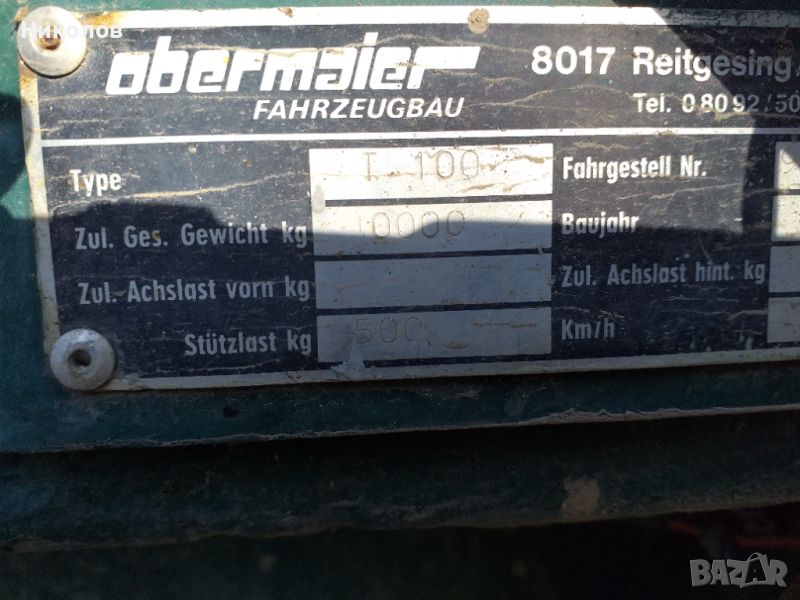 Николов
obermaier
FAHRZEUGBAU
8017 Reitgesing
Tel. 0 80 92/50
Type T 100 Fahrgestell Nr.
Zul. Ges. Gewicht kg 10000 Baujahr
Zul. Achslast vorn kg Zul. Achslast hint. kg
Stützlast kg 500 Km/h
BAZAR